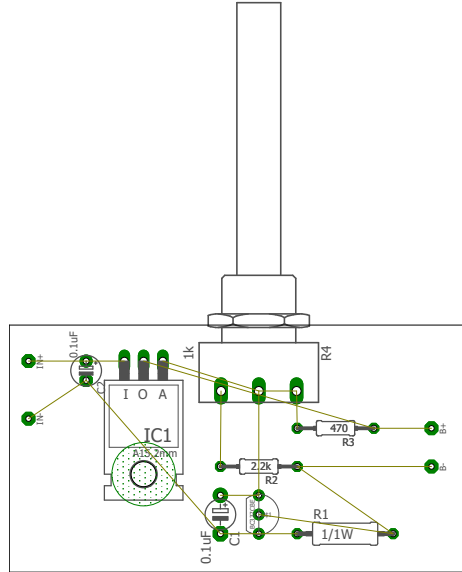 1k
R4
IN+
0.1uF
I O A
IC1
A15,2mm
470
R3
B+
IN-
2.2k
R2
B-
R1
1/1W
0.1uF
C1